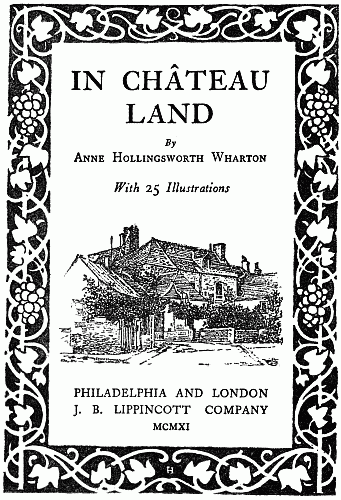 IN CHÂTEAU
LAND
By
ANNE HOLLINGSWORTH WHARTON
With 25 Illustrations
PHILADELPHIA AND LONDON
J. B. LIPPINCOTT COMPANY
MCMXI
H